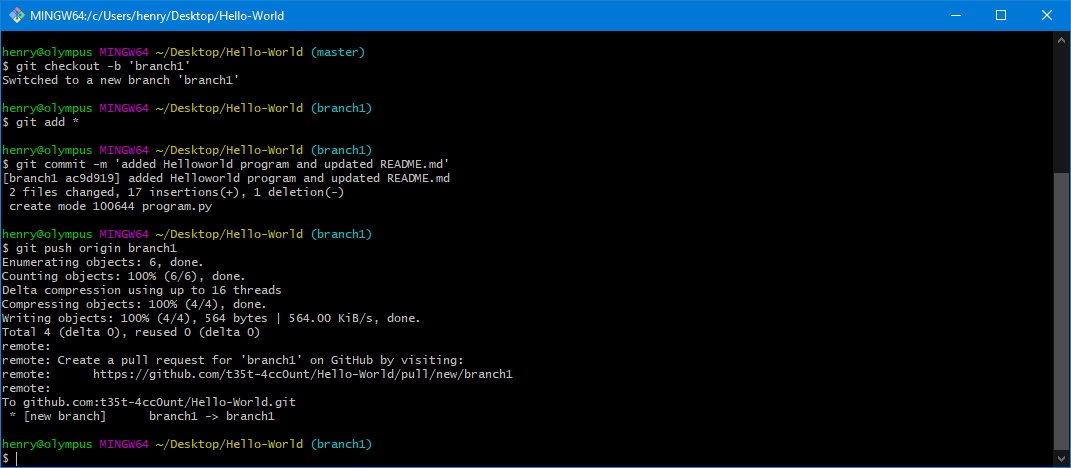 MINGW64:/c/Users/henry/Desktop/Hello-World
henry@olympus MINGW64 ~/Desktop/Hello-World (master)
$ git checkout -b 'branch1'
Switched to a new branch 'branch1'
henry@olympus MINGW64 ~/Desktop/Hello-World (branch1)
$ git add *
henry@olympus MINGW64 ~/Desktop/Hello-World (branch1)
$ git commit -m 'added Helloworld program and updated README.md'
[branch1 ac9d919] added Helloworld program and updated README.md
 2 files changed, 17 insertions(+), 1 deletion(-)
 create mode 100644 program.py
henry@olympus MINGW64 ~/Desktop/Hello-World (branch1)
$ git push origin branch1
Enumerating objects: 6, done.
Counting objects: 100% (6/6), done.
Delta compression using up to 16 threads
Compressing objects: 100% (4/4), done.
Writing objects: 100% (4/4), 564 bytes | 564.00 KiB/s, done.
Total 4 (delta 0), reused 0 (delta 0)
remote:
remote: Create a pull request for 'branch1' on GitHub by visiting:
remote:      https://github.com/t35t-4cc0unt/Hello-World/pull/new/branch1
remote:
To github.com:t35t-4cc0unt/Hello-World.git
 * [new branch]      branch1 -> branch1
henry@olympus MINGW64 ~/Desktop/Hello-World (branch1)
$